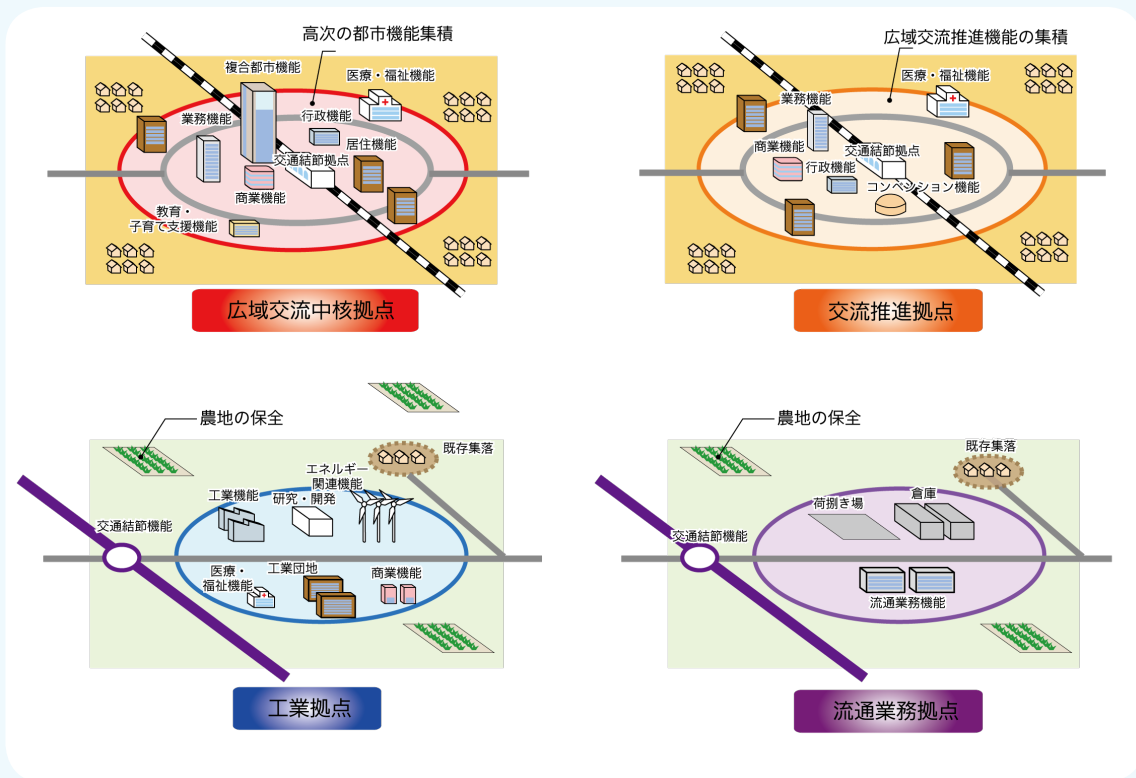 高次の都市機能集積
複合都市機能
医療・福祉機能
業務機能
行政機能
居住機能
交通結節拠点
商業機能
教育・
子育て支援機能
広域交流中核拠点
広域交流推進機能の集積
医療・福祉機能
業務機能
商業機能
交通結節拠点
行政機能
コンベンション機能
交流推進拠点
農地の保全
既存集落
エネルギー
関連機能
工業機能
研究・開発
交通結節機能
医療・
福祉機能
工業団地
商業機能
工業拠点
農地の保全
既存集落
荷捌き場
倉庫
交通結節機能
流通業務機能
流通業務拠点